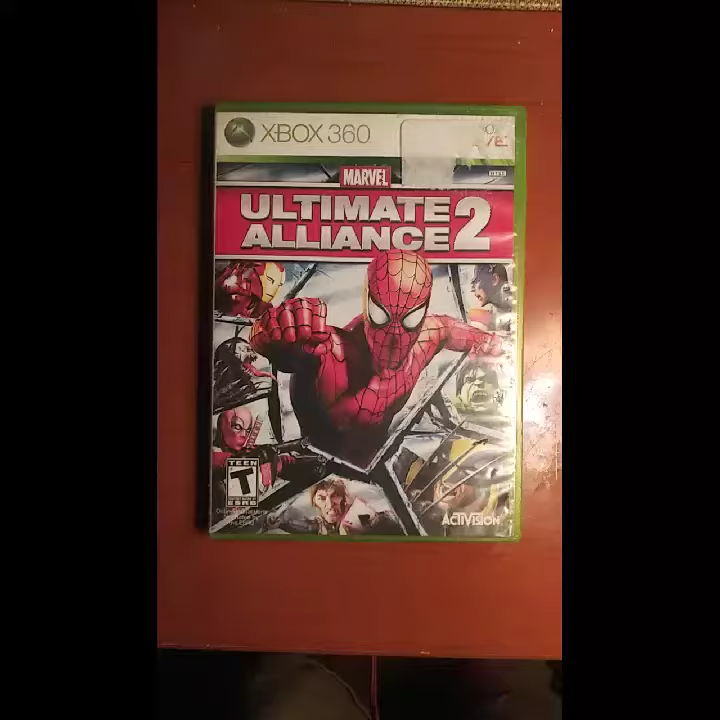 XBOX 360
MARVEL
ULTIMATE
ALLIANCE 2
TEEN
T
ESRB
ACTIVISION